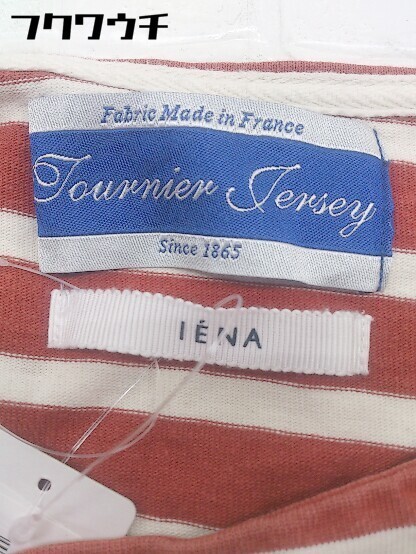 フクワウチ
Fabric Made in France
Tournier Jersey
Since 1865
IÉNA